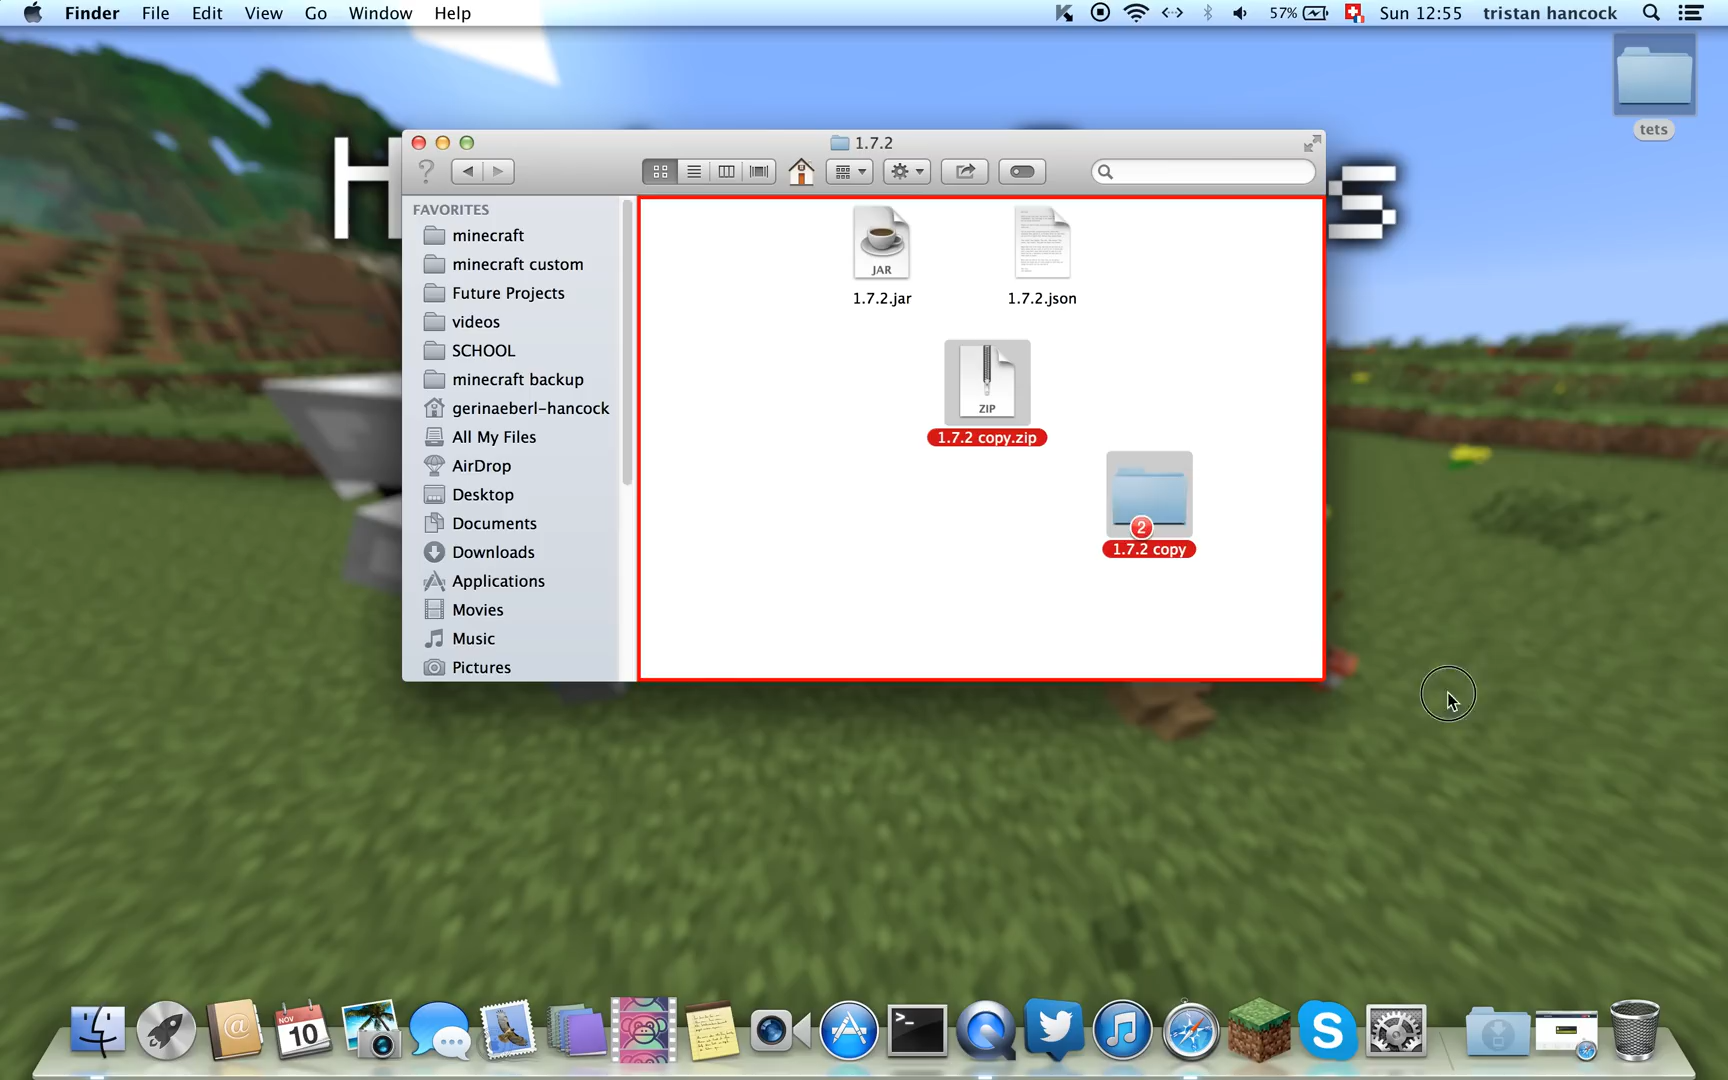 Finder File Edit View Go Window Help 57% Sun 12:55 tristan hancock
tets
1.7.2
FAVORITES
minecraft
minecraft custom
Future Projects
videos
SCHOOL
minecraft backup
gerinaeberl-hancock
All My Files
AirDrop
Desktop
Documents
Downloads
Applications
Movies
Music
Pictures
JAR
1.7.2.jar
1.7.2.json
ZIP
1.7.2 copy.zip
2
1.7.2 copy
H
S
NOV
10